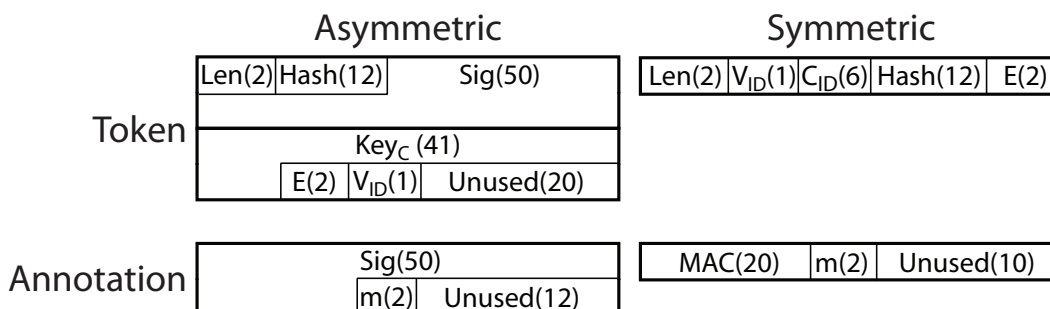 Asymmetric Symmetric
Len(2) Hash(12) Sig(50) Len(2) V_ID(1) C_ID(6) Hash(12) E(2)
Token
Key_C (41)
E(2) V_ID(1) Unused(20)
Annotation Sig(50) MAC(20) m(2) Unused(10)
m(2) Unused(12)